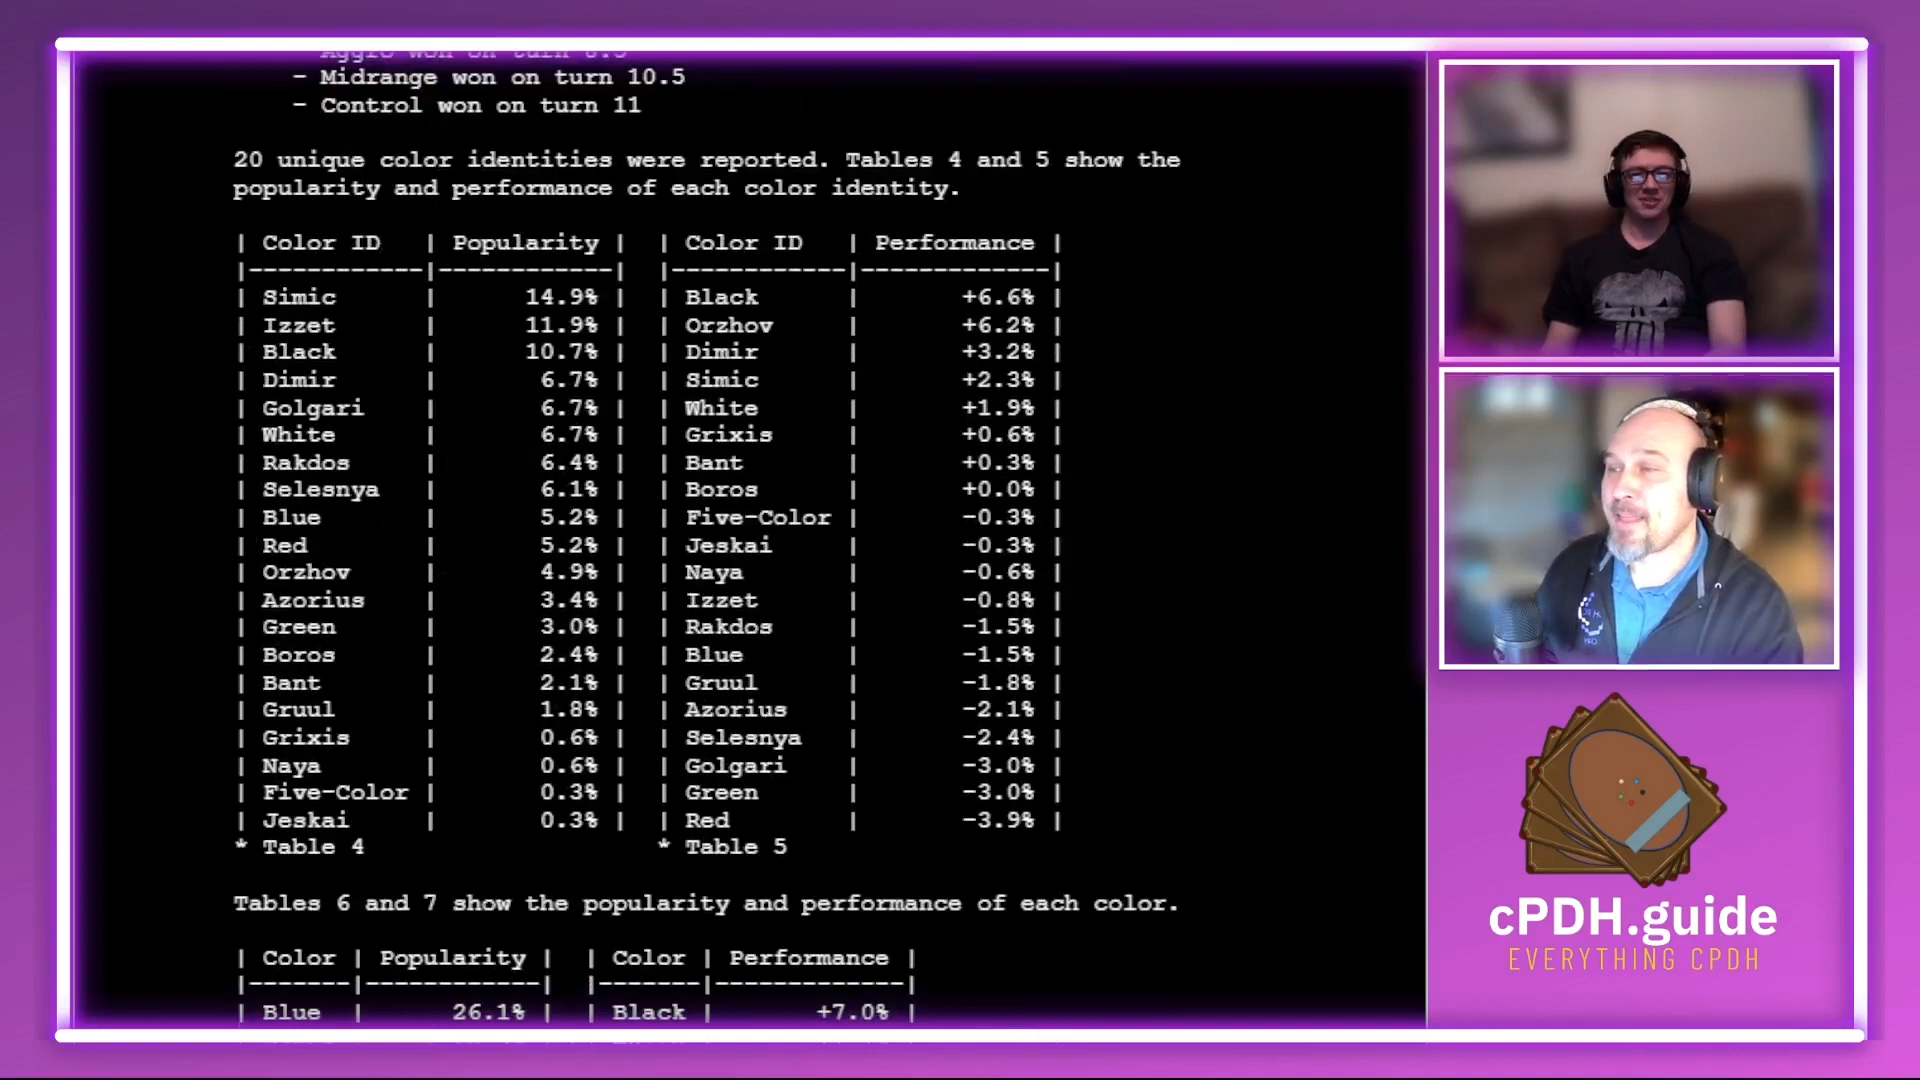 Aggro won on turn 8.5
- Midrange won on turn 10.5
- Control won on turn 11
20 unique color identities were reported. Tables 4 and 5 show the
popularity and performance of each color identity.
| Color ID | Popularity | | Color ID | Performance |
|------------|------------| |------------|-------------|
| Simic | 14.9% | | Black | +6.6% |
| Izzet | 11.9% | | Orzhov | +6.2% |
| Black | 10.7% | | Dimir | +3.2% |
| Dimir | 6.7% | | Simic | +2.3% |
| Golgari | 6.7% | | White | +1.9% |
| White | 6.7% | | Grixis | +0.6% |
| Rakdos | 6.4% | | Bant | +0.3% |
| Selesnya | 6.1% | | Boros | +0.0% |
| Blue | 5.2% | | Five-Color | -0.3% |
| Red | 5.2% | | Jeskai | -0.3% |
| Orzhov | 4.9% | | Naya | -0.6% |
| Azorius | 3.4% | | Izzet | -0.8% |
| Green | 3.0% | | Rakdos | -1.5% |
| Boros | 2.4% | | Blue | -1.5% |
| Bant | 2.1% | | Gruul | -1.8% |
| Gruul | 1.8% | | Azorius | -2.1% |
| Grixis | 0.6% | | Selesnya | -2.4% |
| Naya | 0.6% | | Golgari | -3.0% |
| Five-Color | 0.3% | | Green | -3.0% |
| Jeskai | 0.3% | | Red | -3.9% |
* Table 4 * Table 5
Tables 6 and 7 show the popularity and performance of each color.
| Color | Popularity | | Color | Performance |
|-------|------------| |-------|-------------|
| Blue | 26.1% | | Black | +7.0% |
cPDH.guide
EVERYTHING CPDH